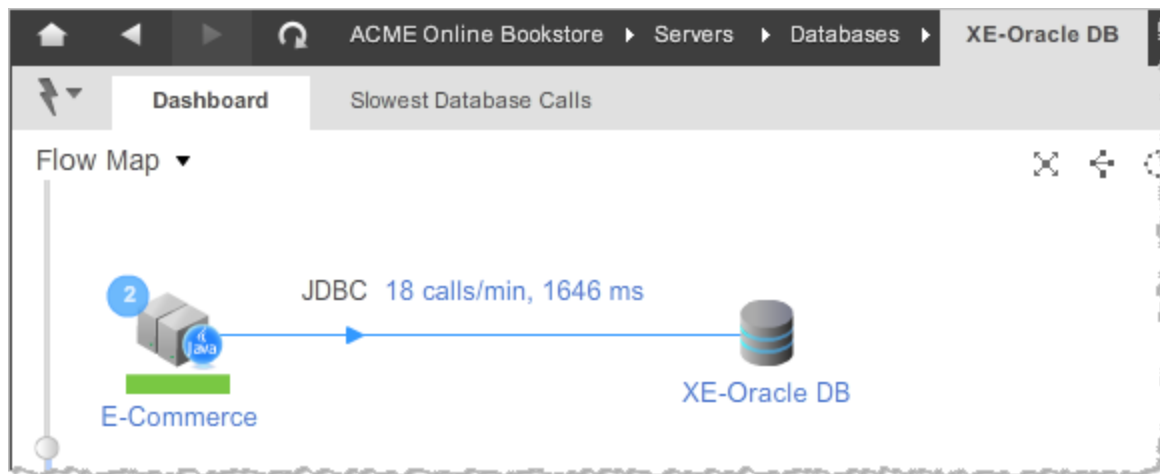 ACME Online Bookstore Servers Databases XE-Oracle DB
Dashboard Slowest Database Calls
Flow Map
2 JDBC 18 calls/min, 1646 ms
Java
XE-Oracle DB
E-Commerce